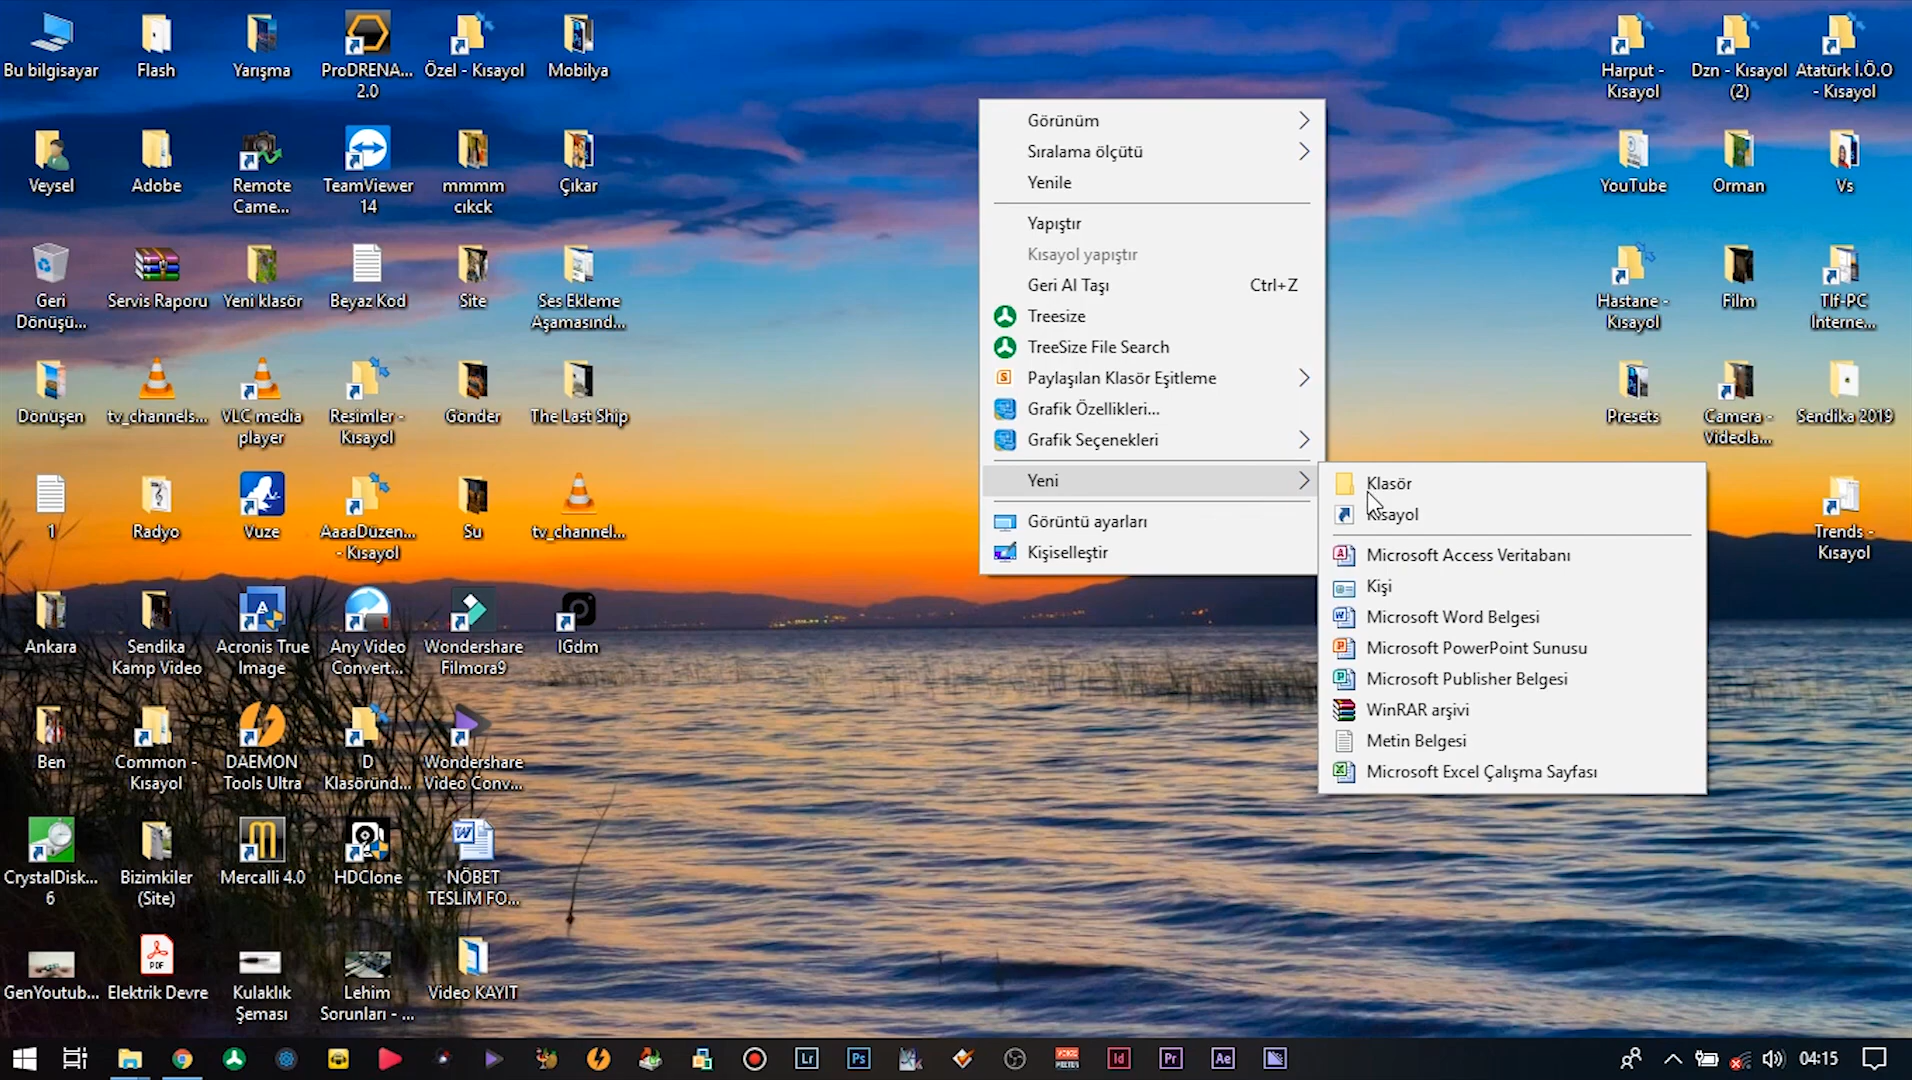 Bu bilgisayar
Flash
Yarışma
ProDRENA...
2.0
Özel - Kısayol
Mobilya
Harput -
Kısayol
Dzn - Kısayol
(2)
Atatürk İ.Ö.O
- Kısayol
Veysel
Adobe
Remote
Came...
TeamViewer
14
mmmm
cıkck
Çıkar
YouTube
Orman
Vs
Geri
Dönüşü...
Servis Raporu
Yeni klasör
Beyaz Kod
Site
Ses Ekleme
Aşamasınd...
Hastane -
Kısayol
Film
Tlf-PC
İnterne...
Dönüşen
tv_channels...
VLC media
player
Resimler -
Kısayol
Gönder
The Last Ship
Presets
Camera -
Videola...
Sendika 2019
1
Radyo
Vuze
AaaaDüzen...
- Kısayol
Su
tv_channel...
Trends -
Kısayol
Ankara
Sendika
Kamp Video
Acronis True
Image
Any Video
Convert...
Wondershare
Filmora9
IGdm
Ben
Common -
Kısayol
DAEMON
Tools Ultra
D
Klasöründ...
Wondershare
Video Conv...
CrystalDisk...
6
Bizimkiler
(Site)
Mercalli 4.0
HDClone
NÖBET
TESLİM FO...
GenYoutub...
PDF
Elektrik Devre
Kulaklık
Şeması
Lehim
Sorunları - ...
Video KAYIT
Görünüm
Sıralama ölçütü
Yenile
Yapıştır
Kısayol yapıştır
Geri Al Taşı Ctrl+Z
Treesize
TreeSize File Search
Paylaşılan Klasör Eşitleme
Grafik Özellikleri...
Grafik Seçenekleri
Yeni
Görüntü ayarları
Kişiselleştir
Klasör
Kısayol
Microsoft Access Veritabanı
Kişi
Microsoft Word Belgesi
Microsoft PowerPoint Sunusu
Microsoft Publisher Belgesi
WinRAR arşivi
Metin Belgesi
Microsoft Excel Çalışma Sayfası
Lr
Ps
Id
Pr
Ae
04:15